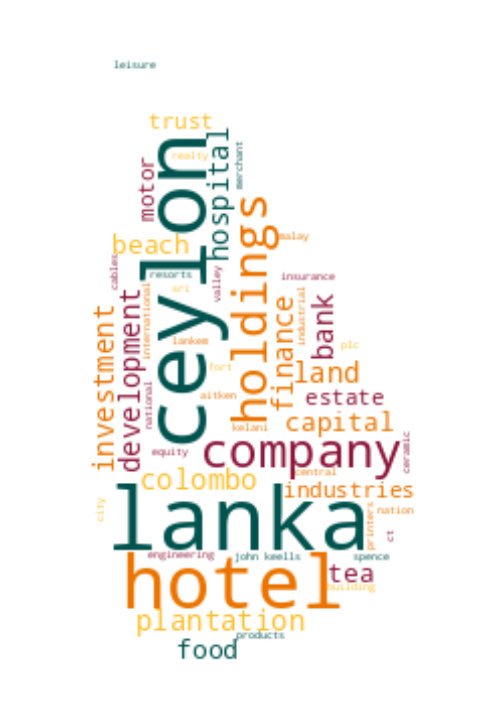 leisure
trust
realty
hospital
merchant
motor
ceylon
holdings
malay
beach
cables
resorts
valley
insurance
sri
international
development
investment
finance
industrial
bank
lankem
plc
fort
land
national
aitken
estate
kelani
capital
equity
company
ceramic
central
colombo
industries
city
lanka
nation
printers
ct
engineering
john keells
spence
hotel
tea
building
plantation
products
food